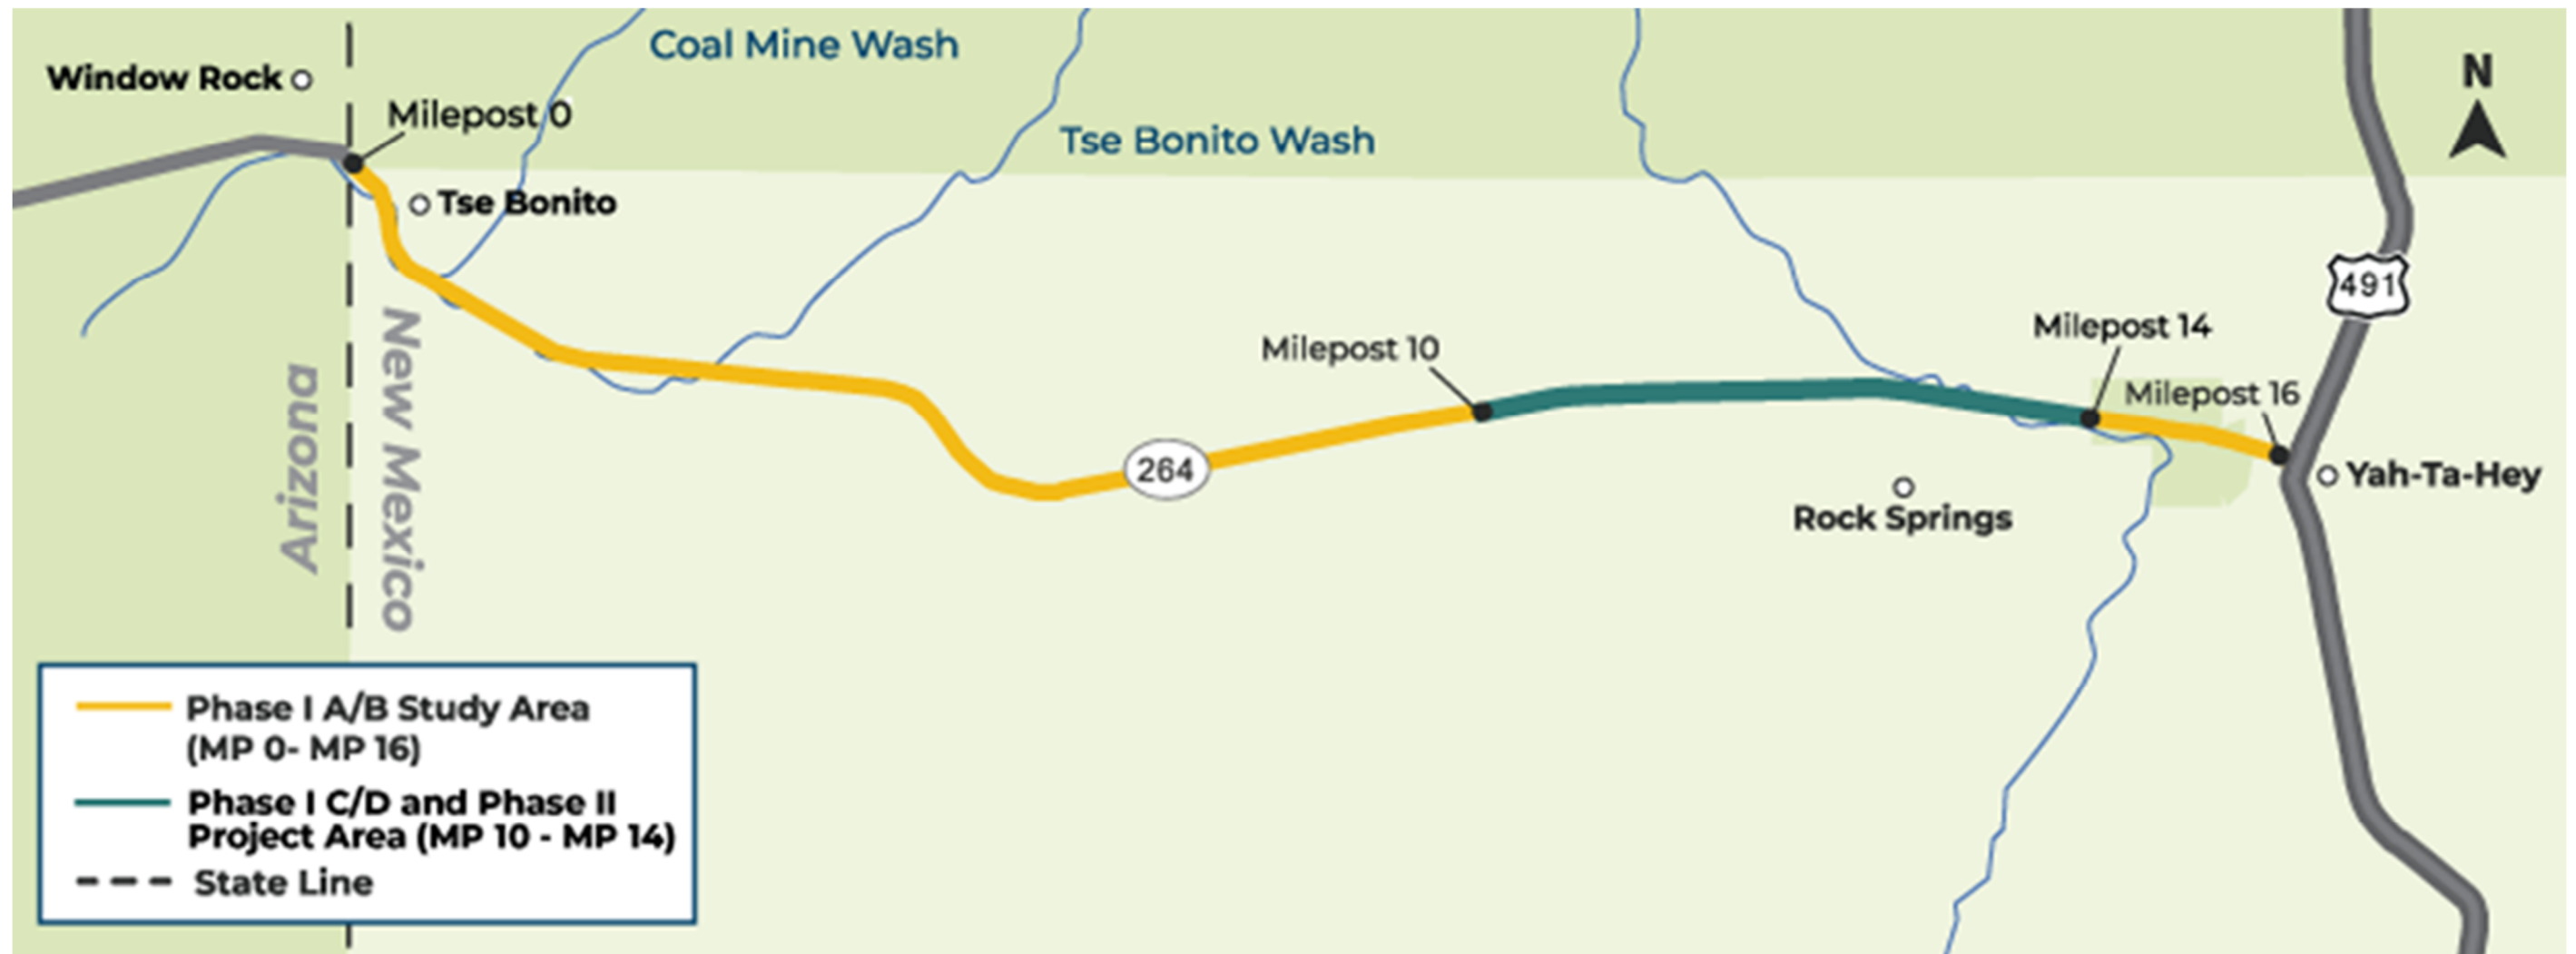 Coal Mine Wash
N
Window Rock
Milepost 0
Tse Bonito Wash
Tse Bonito
491
New Mexico
Arizona
Milepost 14
Milepost 10
Milepost 16
264
Yah-Ta-Hey
Rock Springs
Phase I A/B Study Area
(MP 0- MP 16)
Phase I C/D and Phase II
Project Area (MP 10 - MP 14)
State Line